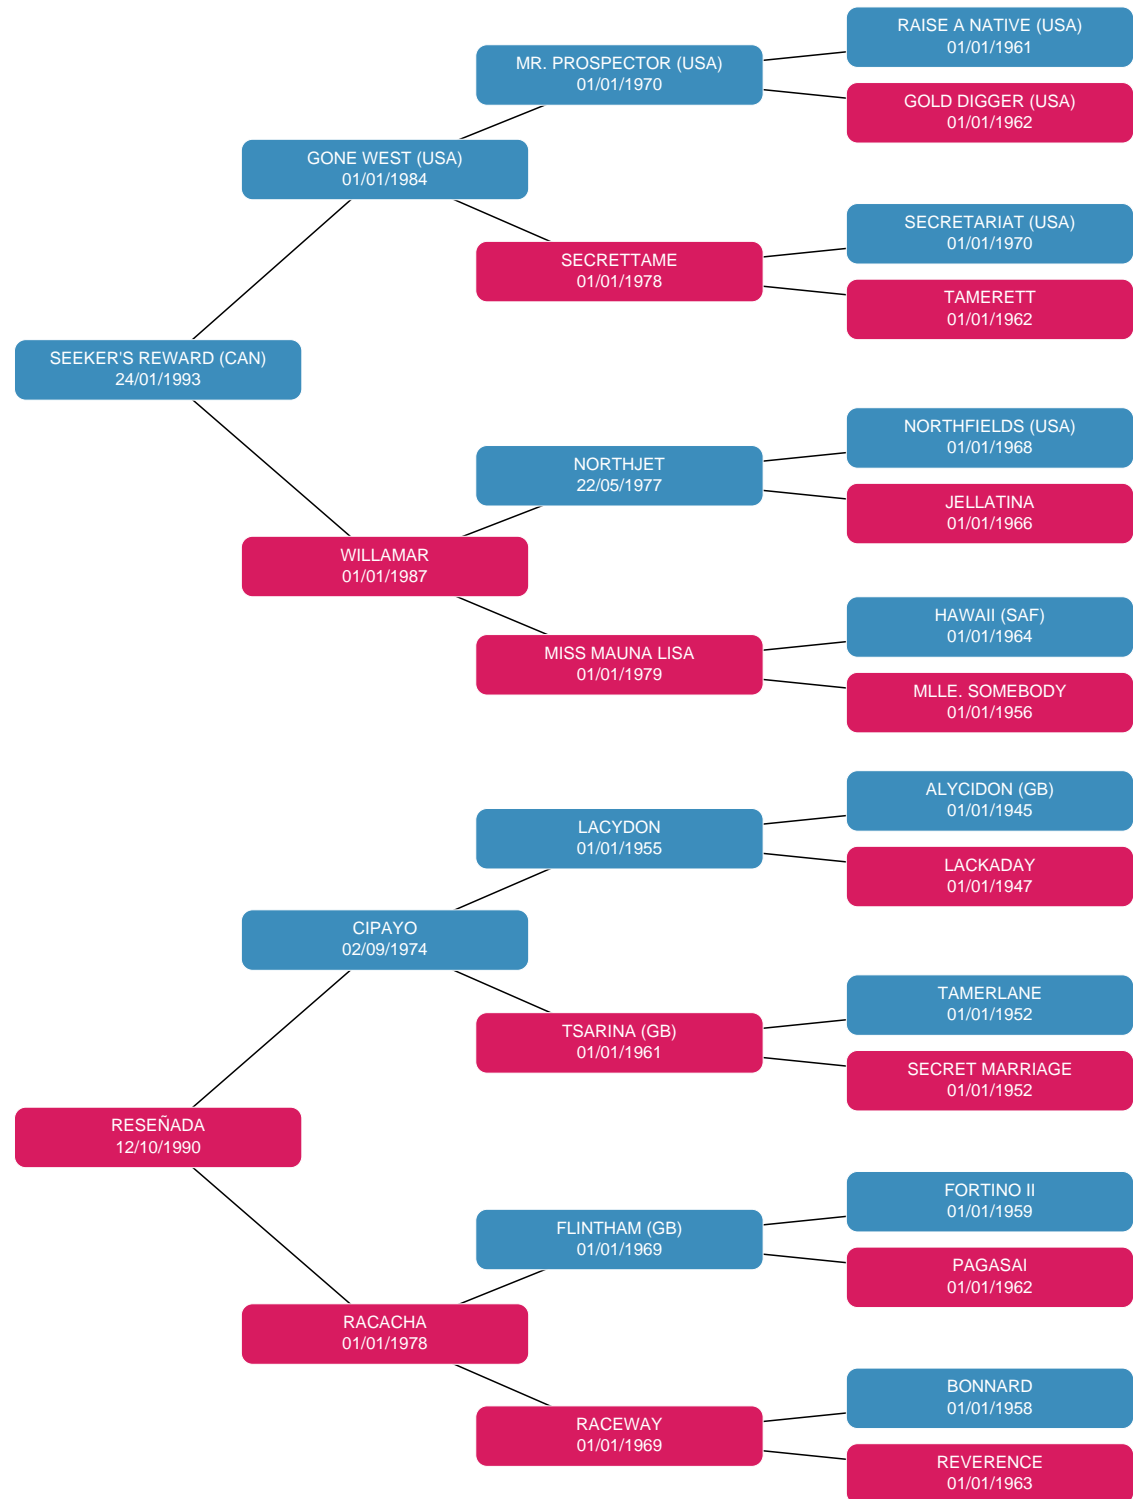 RAISE A NATIVE (USA)
01/01/1961
MR. PROSPECTOR (USA)
01/01/1970
GOLD DIGGER (USA)
01/01/1962
GONE WEST (USA)
01/01/1984
SECRETARIAT (USA)
01/01/1970
SECRETTAME
01/01/1978
TAMERETT
01/01/1962
SEEKER'S REWARD (CAN)
24/01/1993
NORTHFIELDS (USA)
01/01/1968
NORTHJET
22/05/1977
JELLATINA
01/01/1966
WILLAMAR
01/01/1987
HAWAII (SAF)
01/01/1964
MISS MAUNA LISA
01/01/1979
MLLE. SOMEBODY
01/01/1956
ALYCIDON (GB)
01/01/1945
LACYDON
01/01/1955
LACKADAY
01/01/1947
CIPAYO
02/09/1974
TAMERLANE
01/01/1952
TSARINA (GB)
01/01/1961
SECRET MARRIAGE
01/01/1952
RESEÑADA
12/10/1990
FORTINO II
01/01/1959
FLINTHAM (GB)
01/01/1969
PAGASAI
01/01/1962
RACACHA
01/01/1978
BONNARD
01/01/1958
RACEWAY
01/01/1969
REVERENCE
01/01/1963